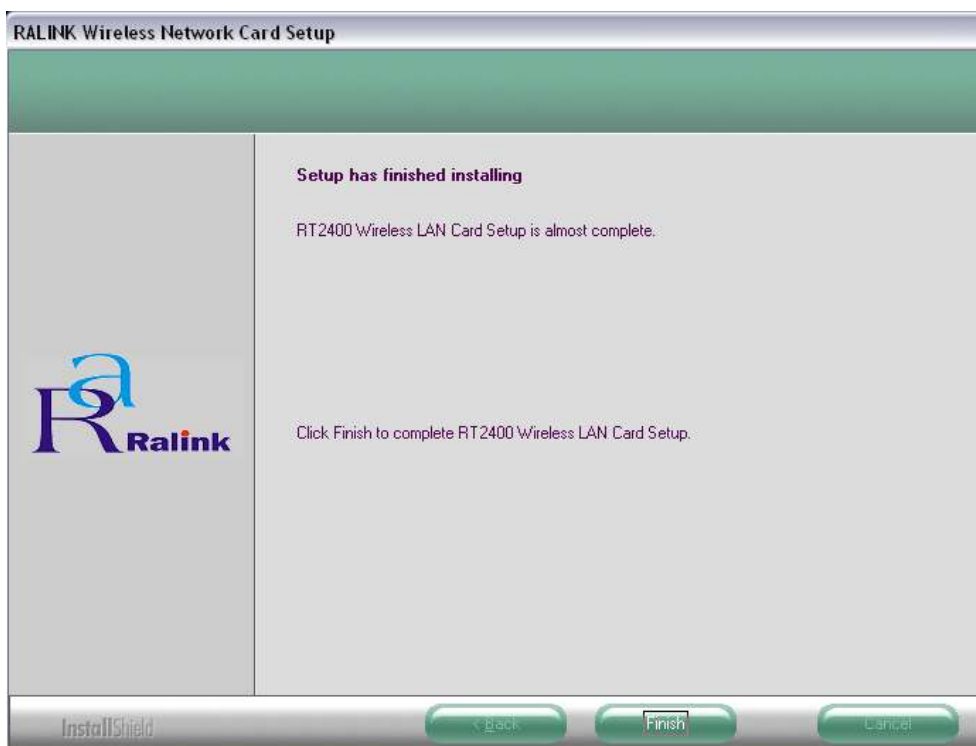 RALINK Wireless Network Card Setup
Setup has finished installing
RT2400 Wireless LAN Card Setup is almost complete.
Ra
Ralink
Click Finish to complete RT2400 Wireless LAN Card Setup.
InstallShield
< Back
Finish
Cancel